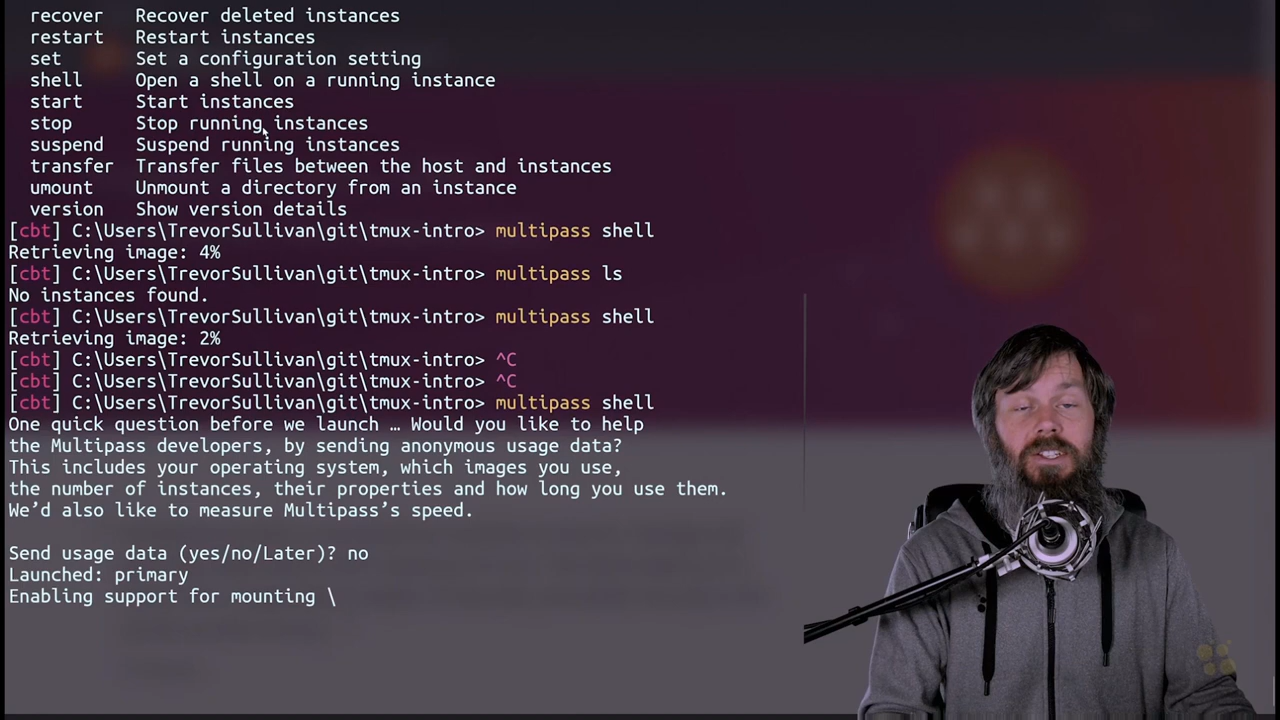 recover Recover deleted instances
restart Restart instances
set Set a configuration setting
shell Open a shell on a running instance
start Start instances
stop Stop running instances
suspend Suspend running instances
transfer Transfer files between the host and instances
umount Unmount a directory from an instance
version Show version details
[cbt] C:\Users\TrevorSullivan\git\tmux-intro> multipass shell
Retrieving image: 4%
[cbt] C:\Users\TrevorSullivan\git\tmux-intro> multipass ls
No instances found.
[cbt] C:\Users\TrevorSullivan\git\tmux-intro> multipass shell
Retrieving image: 2%
[cbt] C:\Users\TrevorSullivan\git\tmux-intro> ^C
[cbt] C:\Users\TrevorSullivan\git\tmux-intro> ^C
[cbt] C:\Users\TrevorSullivan\git\tmux-intro> multipass shell
One quick question before we launch … Would you like to help
the Multipass developers, by sending anonymous usage data?
This includes your operating system, which images you use,
the number of instances, their properties and how long you use them.
We’d also like to measure Multipass’s speed.
Send usage data (yes/no/Later)? no
Launched: primary
Enabling support for mounting \